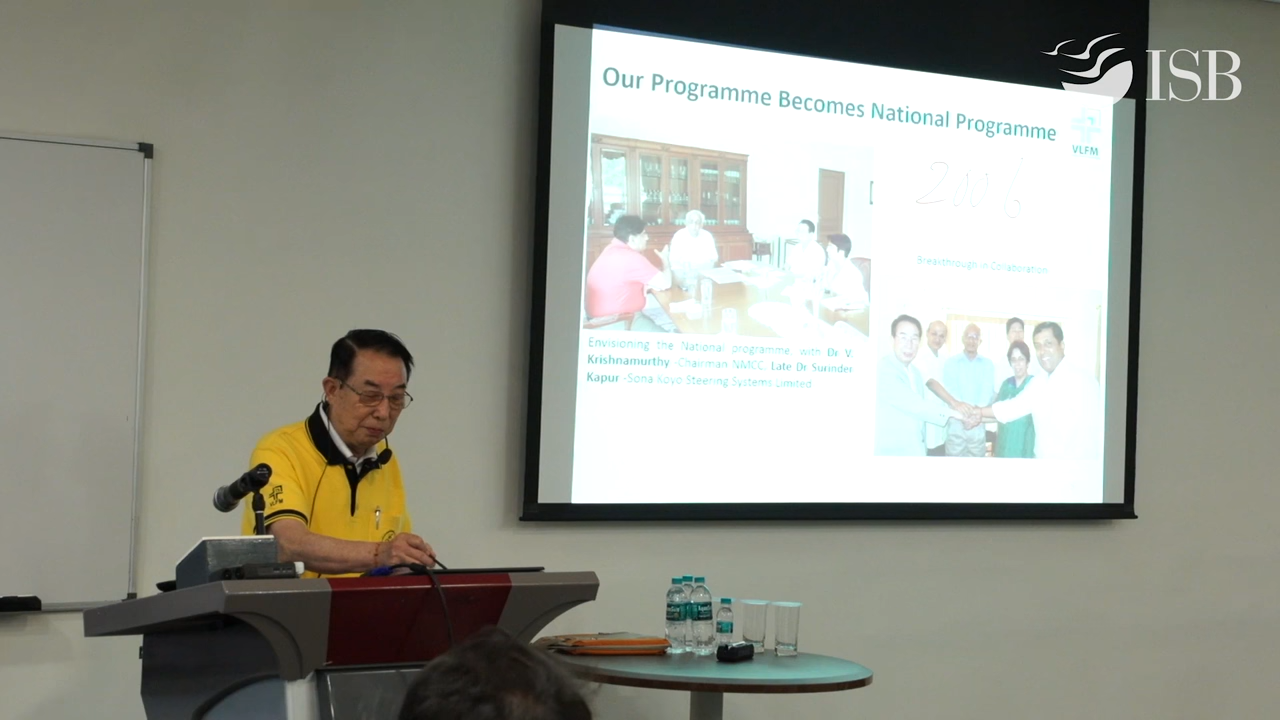 ISB
Our Programme Becomes National Programme
VLFM
2006
Breakthrough in Collaboration
Envisioning the National programme, with Dr V.
Krishnamurthy -Chairman NMCC, Late Dr Surinder
Kapur -Sona Koyo Steering Systems Limited
VLFM